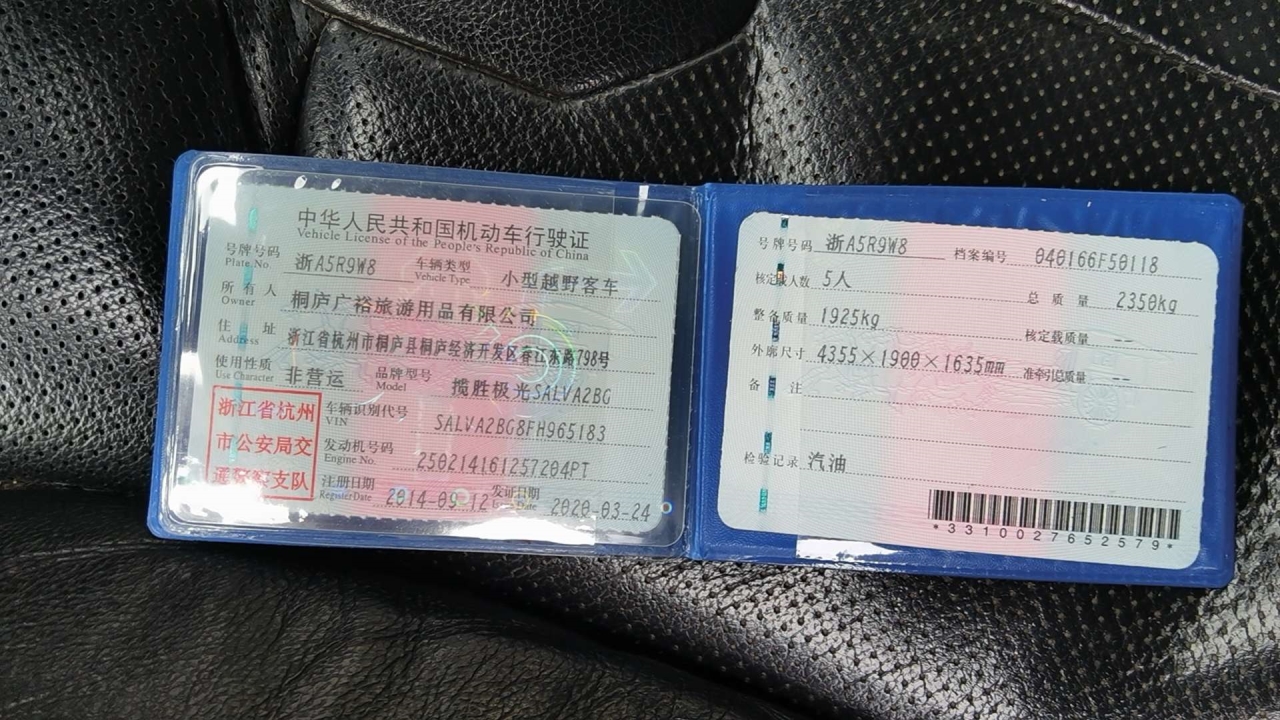 中华人民共和国机动车行驶证
Vehicle License of the People's Republic of China
号牌号码 浙A5R9W8 车辆类型 小型越野客车
Plate No. Vehicle Type
所有人 桐庐广裕旅游用品有限公司
Owner
住址 浙江省杭州市桐庐县桐庐经济开发区春江东路798号
Address
使用性质 非营运 品牌型号 揽胜极光SALVA2BG
Use Character Model
浙江省杭州
市公安局交
通警察支队
车辆识别代号 SALVA2BG8FH965183
VIN
发动机号码 250214161257204PT
Engine No.
注册日期 2014-09-12 发证日期 2020-03-24
Register Date Date
号牌号码 浙A5R9W8 档案编号 040166F50118
核定载人数 5人 总质量 2350kg
整备质量 1925kg 核定载质量 --
外廓尺寸 4355×1900×1635mm 准牵引总质量 --
备注
检验记录 汽油
*3310027652579*